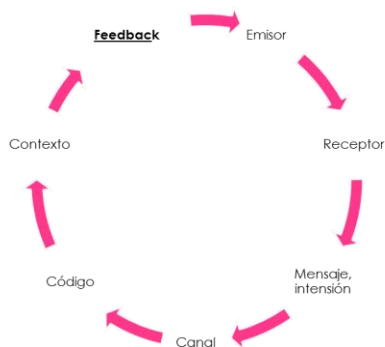 Feedback
Emisor
Receptor
Mensaje,
intensión
Canal
Código
Contexto